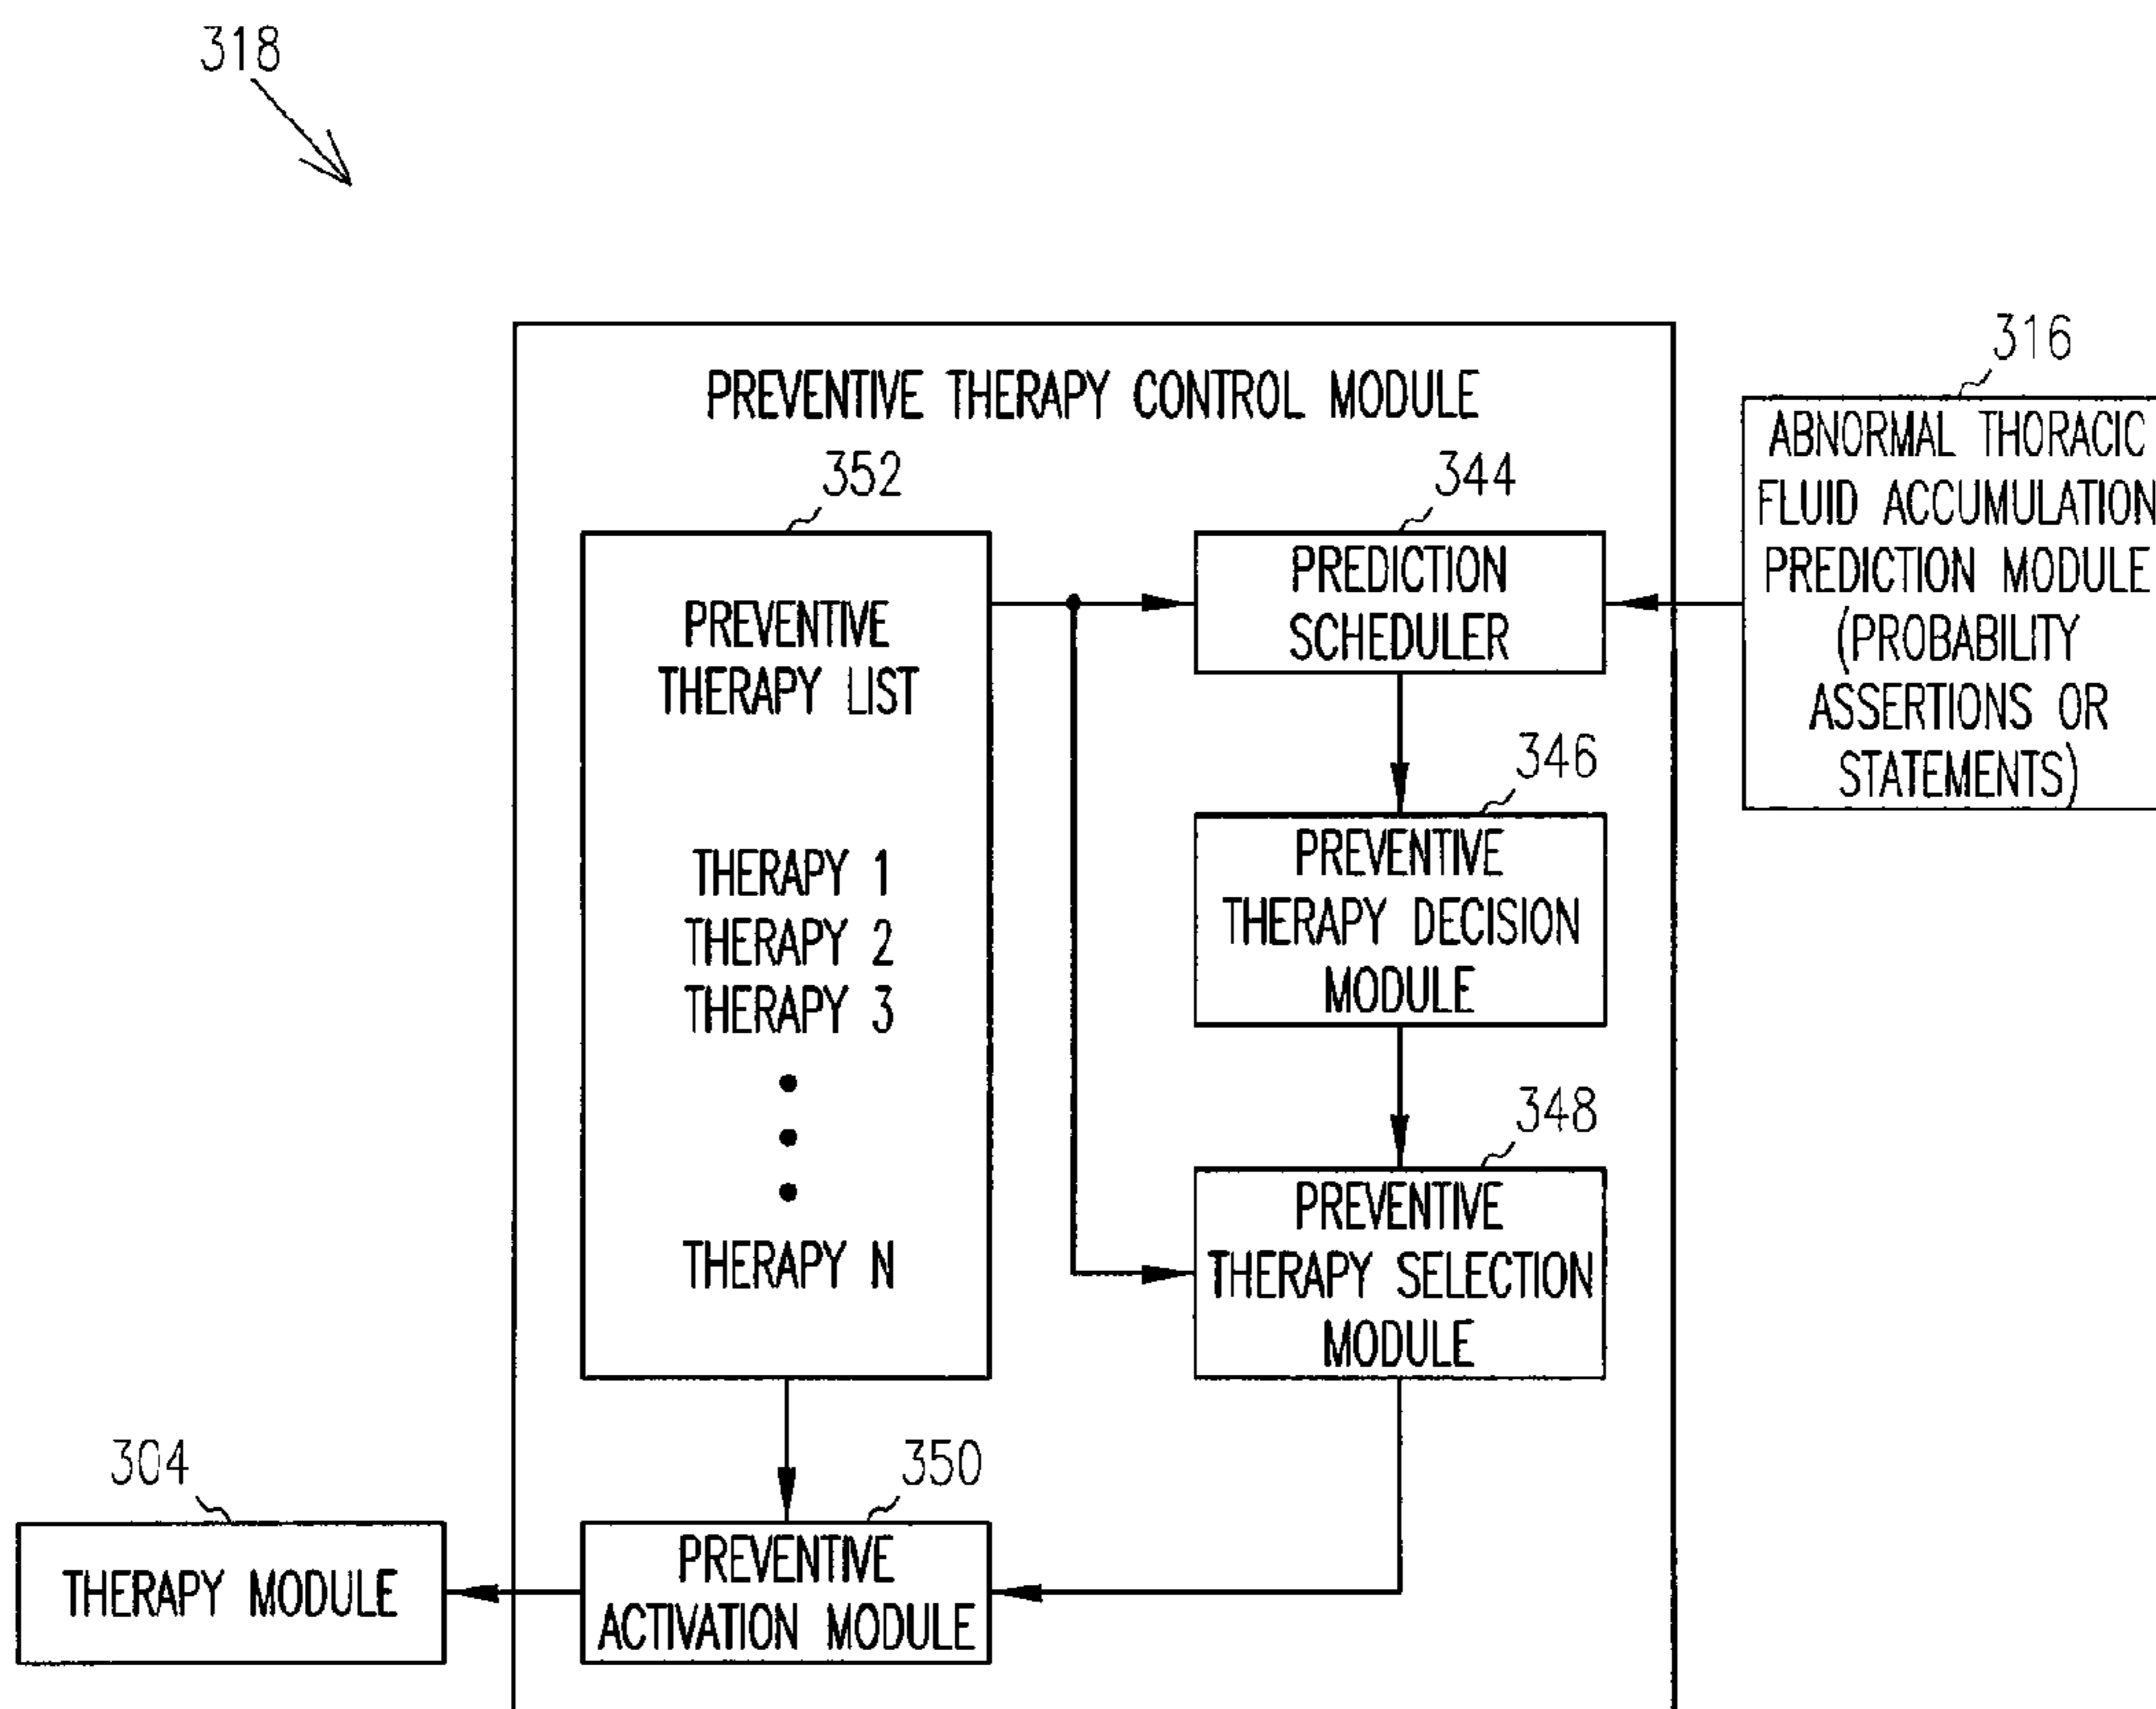 318
PREVENTIVE THERAPY CONTROL MODULE
352
PREVENTIVE
THERAPY LIST
THERAPY 1
THERAPY 2
THERAPY 3
THERAPY N
344
PREDICTION
SCHEDULER
346
PREVENTIVE
THERAPY DECISION
MODULE
348
PREVENTIVE
THERAPY SELECTION
MODULE
316
ABNORMAL THORACIC
FLUID ACCUMULATION
PREDICTION MODULE
(PROBABILITY
ASSERTIONS OR
STATEMENTS)
304
THERAPY MODULE
350
PREVENTIVE
ACTIVATION MODULE